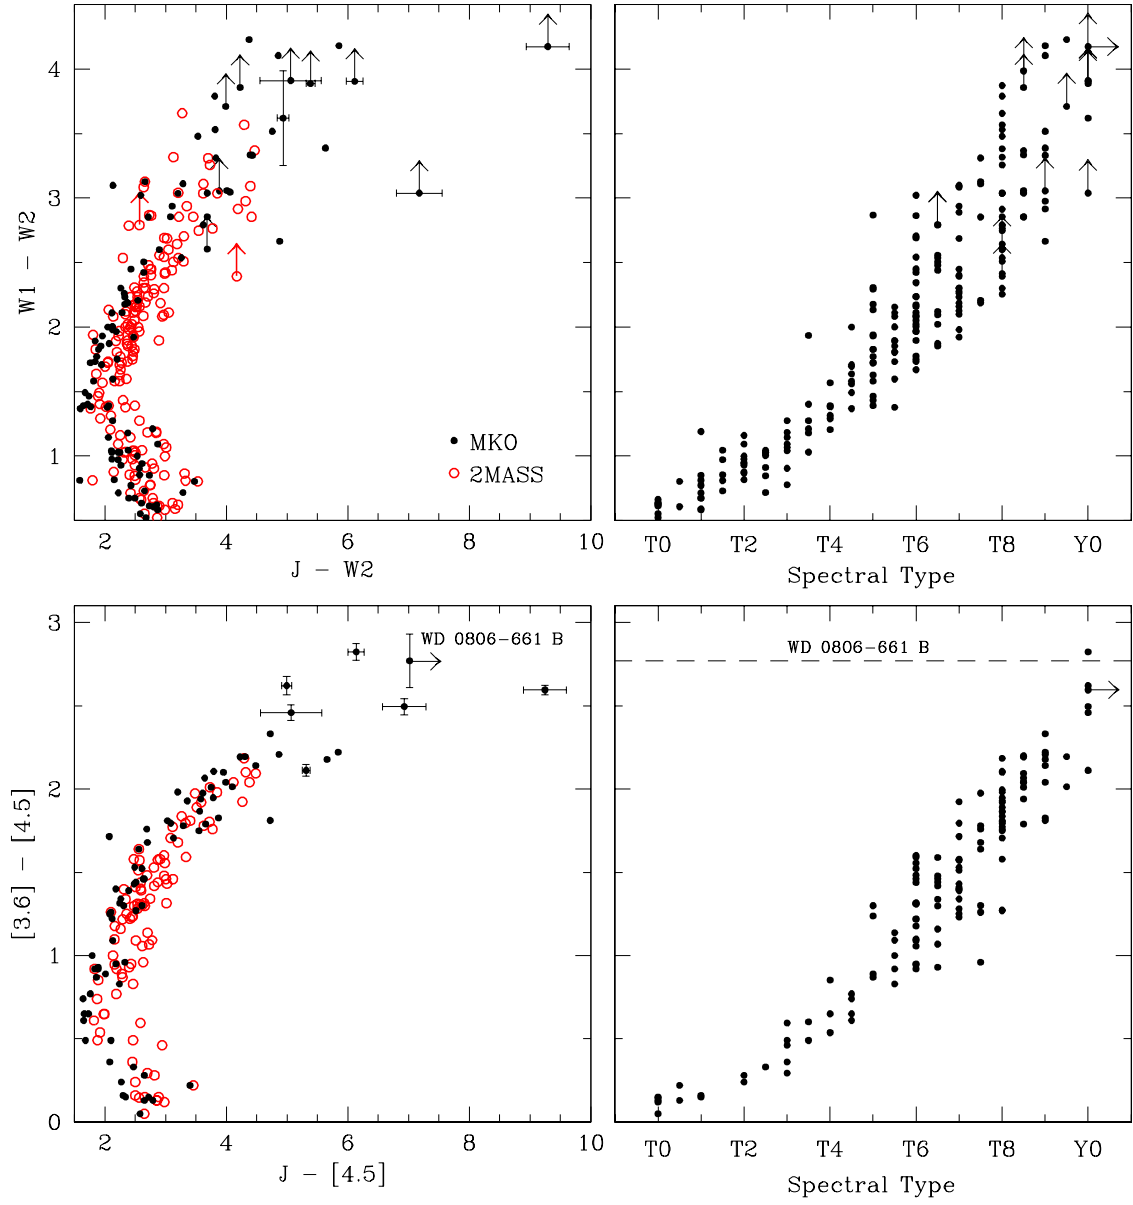 4
3
2
1
W1 − W2
MKO
2MASS
2 4 6 8 10
J − W2
T0 T2 T4 T6 T8 Y0
Spectral Type
3
2
1
0
[3.6] − [4.5]
WD 0806−661 B
2 4 6 8 10
J − [4.5]
WD 0806−661 B
T0 T2 T4 T6 T8 Y0
Spectral Type